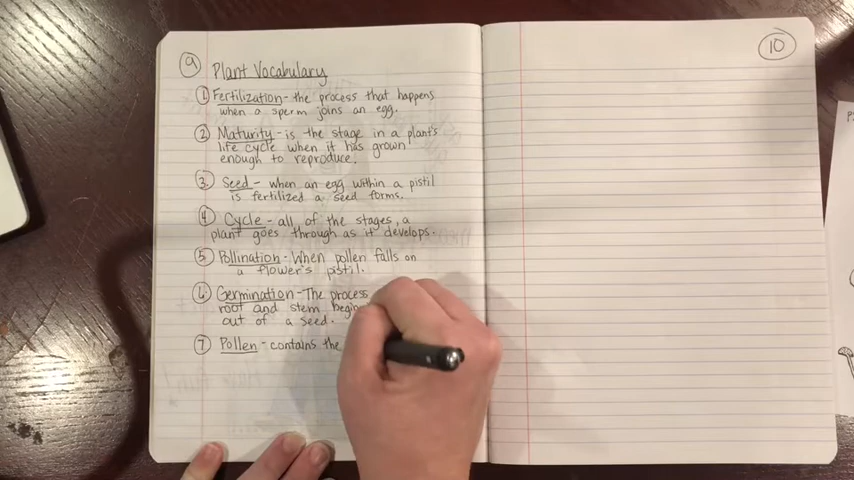 9
Plant Vocabulary
1 Fertilization - the process that happens
when a sperm joins an egg.
2 Maturity - is the stage in a plant's
life cycle when it has grown
enough to reproduce.
3. Seed - when an egg within a pistil
is fertilized a seed forms.
4 Cycle - all of the stages, a
plant goes through as it develops.
5 Pollination - When pollen falls on
a flower's pistil.
6. Germination - The process
root and stem
out of a seed.
7 Pollen - contains the
10